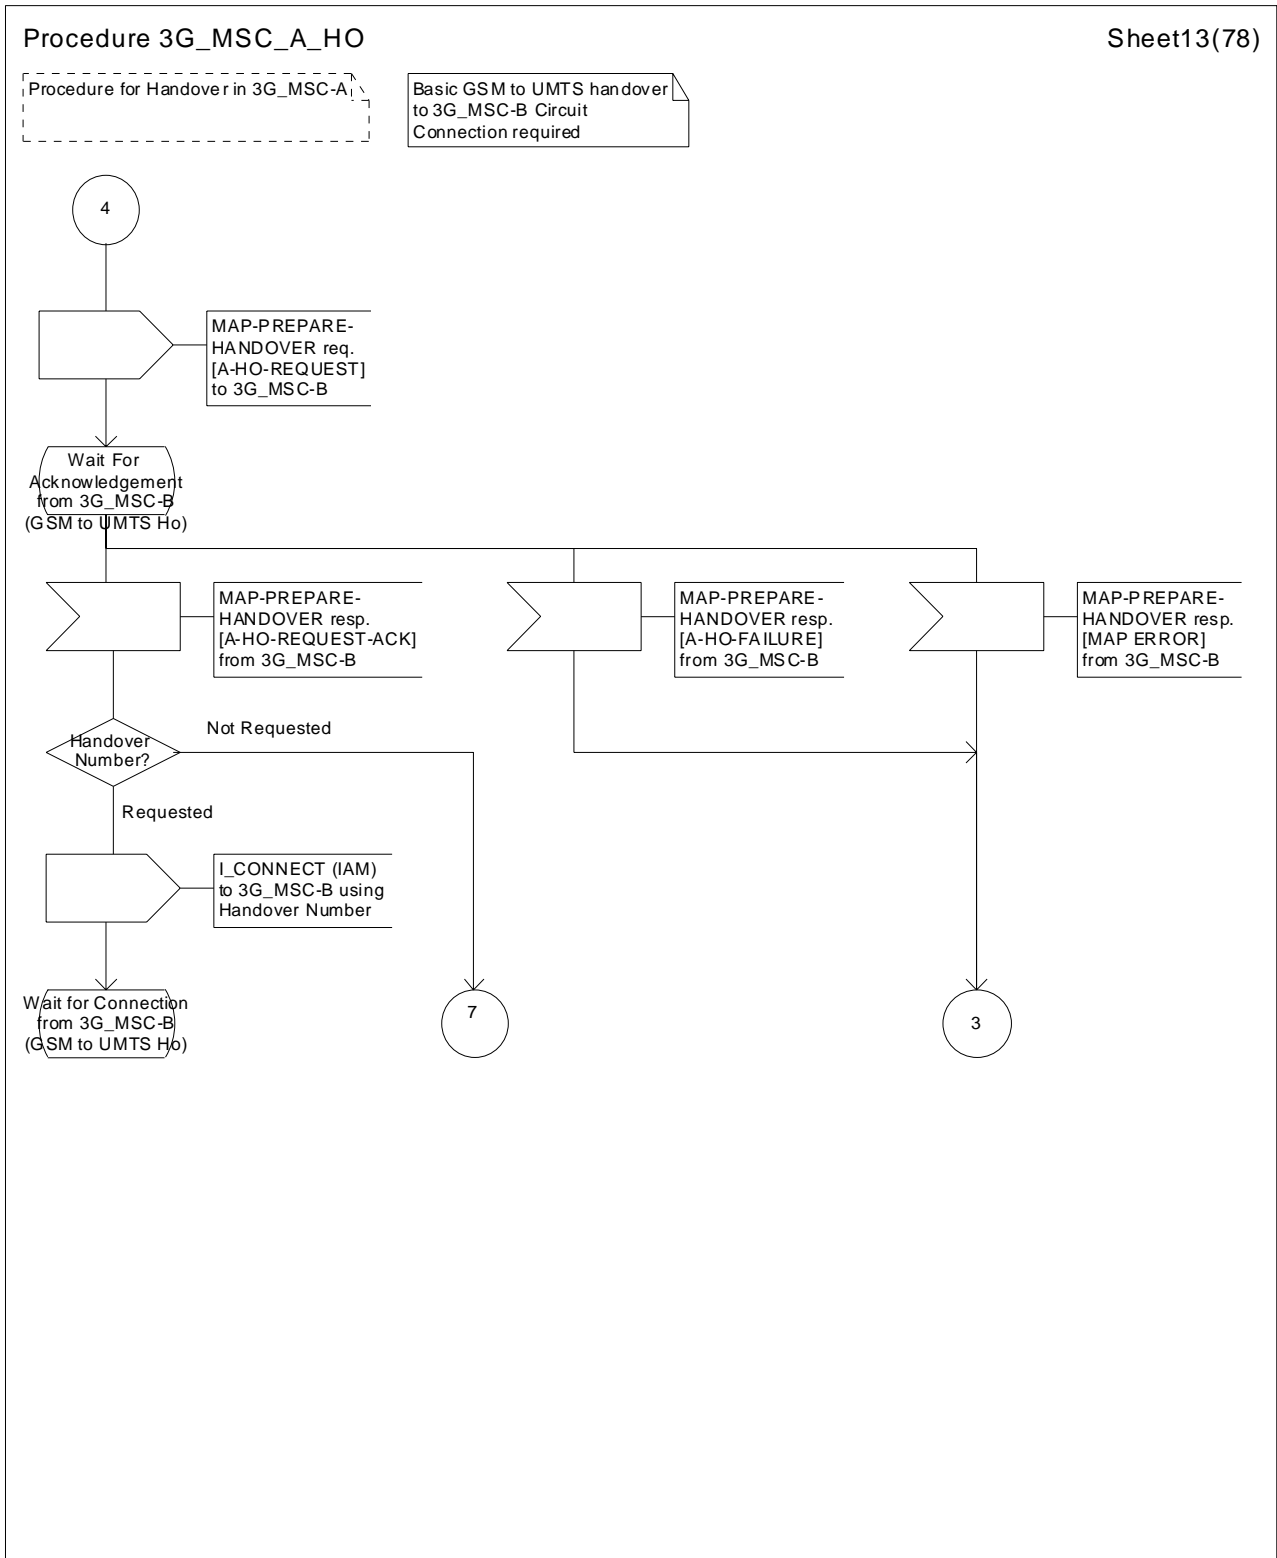 Procedure 3G_MSC_A_HO
Sheet13(78)
Procedure for Handover in 3G_MSC-A
Basic GSM to UMTS handover
to 3G_MSC-B Circuit
Connection required
4
MAP-PREPARE-
HANDOVER req.
[A-HO-REQUEST]
to 3G_MSC-B
Wait For
Acknowledgement
from 3G_MSC-B
(GSM to UMTS Ho)
MAP-PREPARE-
HANDOVER resp.
[A-HO-REQUEST-ACK]
from 3G_MSC-B
MAP-PREPARE-
HANDOVER resp.
[A-HO-FAILURE]
from 3G_MSC-B
MAP-PREPARE-
HANDOVER resp.
[MAP ERROR]
from 3G_MSC-B
Handover
Number?
Not Requested
Requested
I_CONNECT (IAM)
to 3G_MSC-B using
Handover Number
Wait for Connection
from 3G_MSC-B
(GSM to UMTS Ho)
7
3